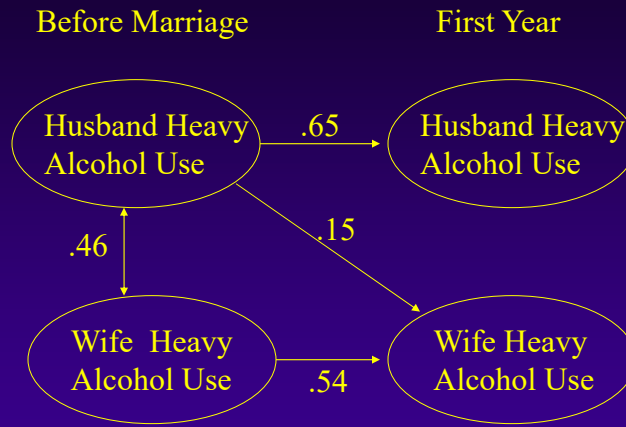 Before Marriage
First Year
Husband Heavy
Alcohol Use
.65
Husband Heavy
Alcohol Use
.46
.15
Wife Heavy
Alcohol Use
.54
Wife Heavy
Alcohol Use